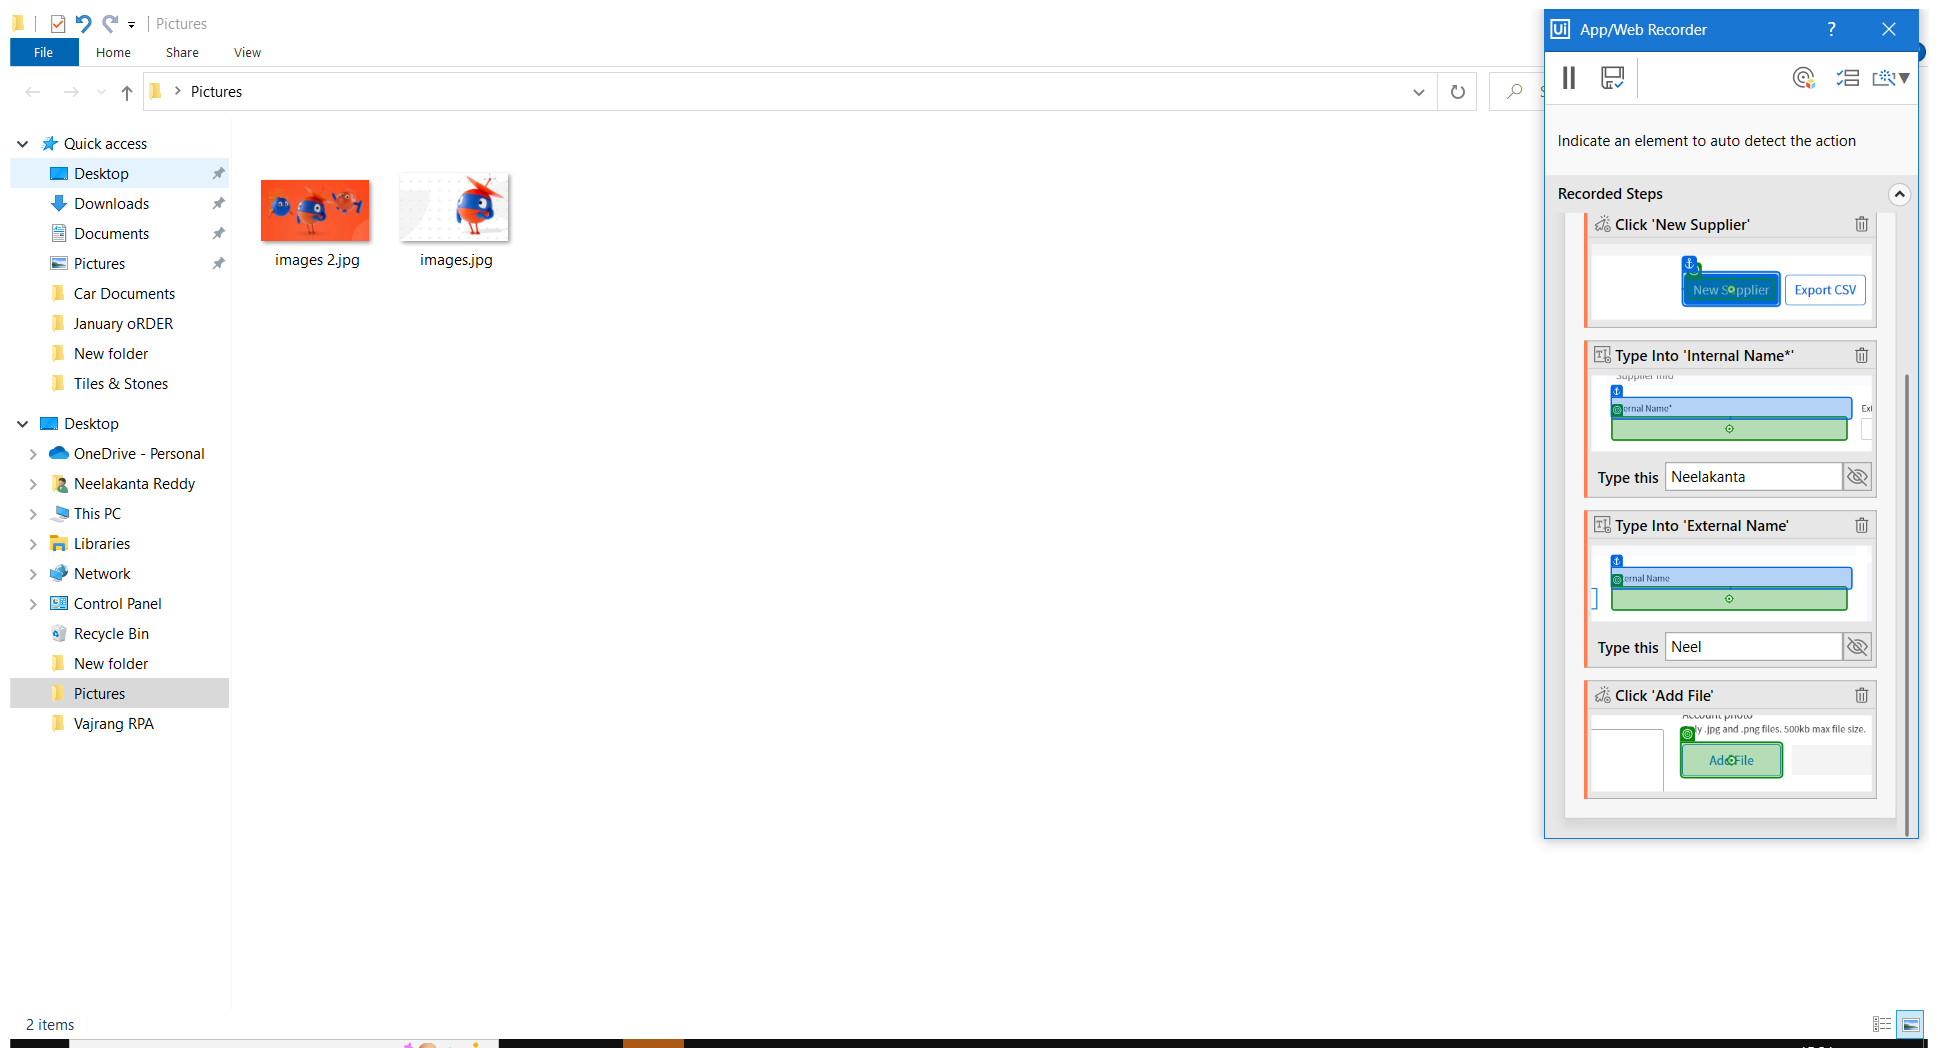 Pictures
File Home Share View
Pictures
Quick access
Desktop
Downloads
Documents
Pictures
Car Documents
January oRDER
New folder
Tiles & Stones
Desktop
OneDrive - Personal
Neelakanta Reddy
This PC
Libraries
Network
Control Panel
Recycle Bin
New folder
Pictures
Vajrang RPA
images 2.jpg
images.jpg
2 items
Ui App/Web Recorder ?
Indicate an element to auto detect the action
Recorded Steps
Click 'New Supplier'
New Supplier Export CSV
Type Into 'Internal Name*'
Supplier Info
ernal Name*
Type this Neelakanta
Type Into 'External Name'
ernal Name
Type this Neel
Click 'Add File'
Account photo
ly .jpg and .png files. 500kb max file size.
Add File